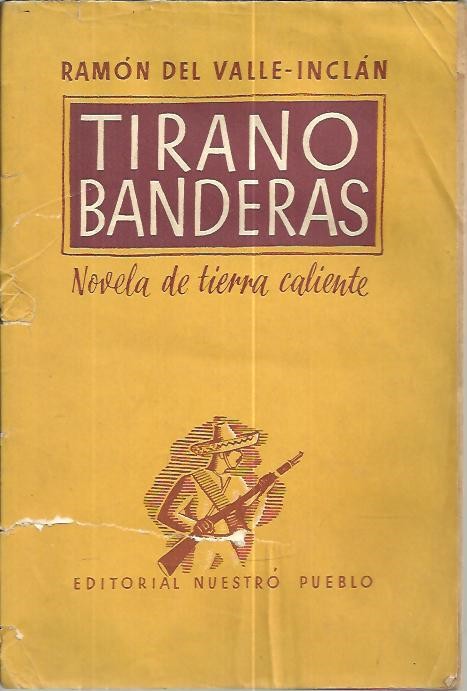 RAMÓN DEL VALLE-INCLÁN
TIRANO
BANDERAS
Novela de tierra caliente
EDITORIAL NUESTRO PUEBLO